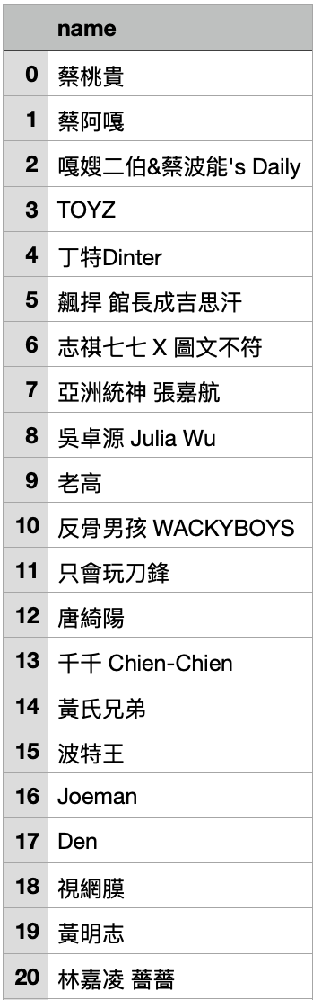 name
0 蔡桃貴
1 蔡阿嘎
2 嘎嫂二伯&蔡波能's Daily
3 TOYZ
4 丁特Dinter
5 飆捍 館長成吉思汗
6 志祺七七 X 圖文不符
7 亞洲統神 張嘉航
8 吳卓源 Julia Wu
9 老高
10 反骨男孩 WACKYBOYS
11 只會玩刀鋒
12 唐綺陽
13 千千 Chien-Chien
14 黃氏兄弟
15 波特王
16 Joeman
17 Den
18 視網膜
19 黃明志
20 林嘉凌 薔薔